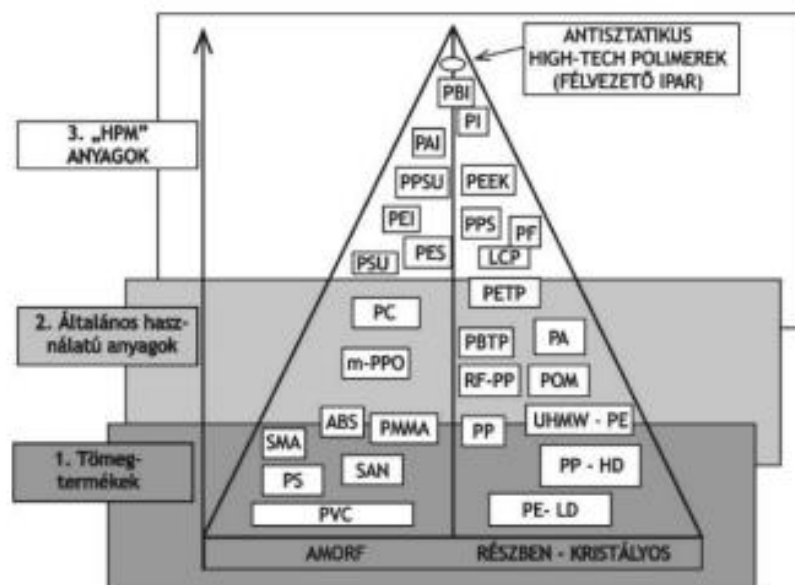 ANTISZTATIKUS
HIGH-TECH POLIMEREK
(FÉLVEZETŐ IPAR)
3. „HPM”
ANYAGOK
PBI
PI
PAI
PPSU
PEEK
PEI
PPS
PF
PES
PSU
LCP
PETP
2. Általános hasz-
nálatú anyagok
PC
PBTP
PA
m-PPO
RF-PP
POM
ABS
PMMA
PP
UHMW - PE
SMA
1. Tömeg-
termékek
PS
SAN
PP - HD
PVC
PE- LD
AMORF
RÉSZBEN - KRISTÁLYOS